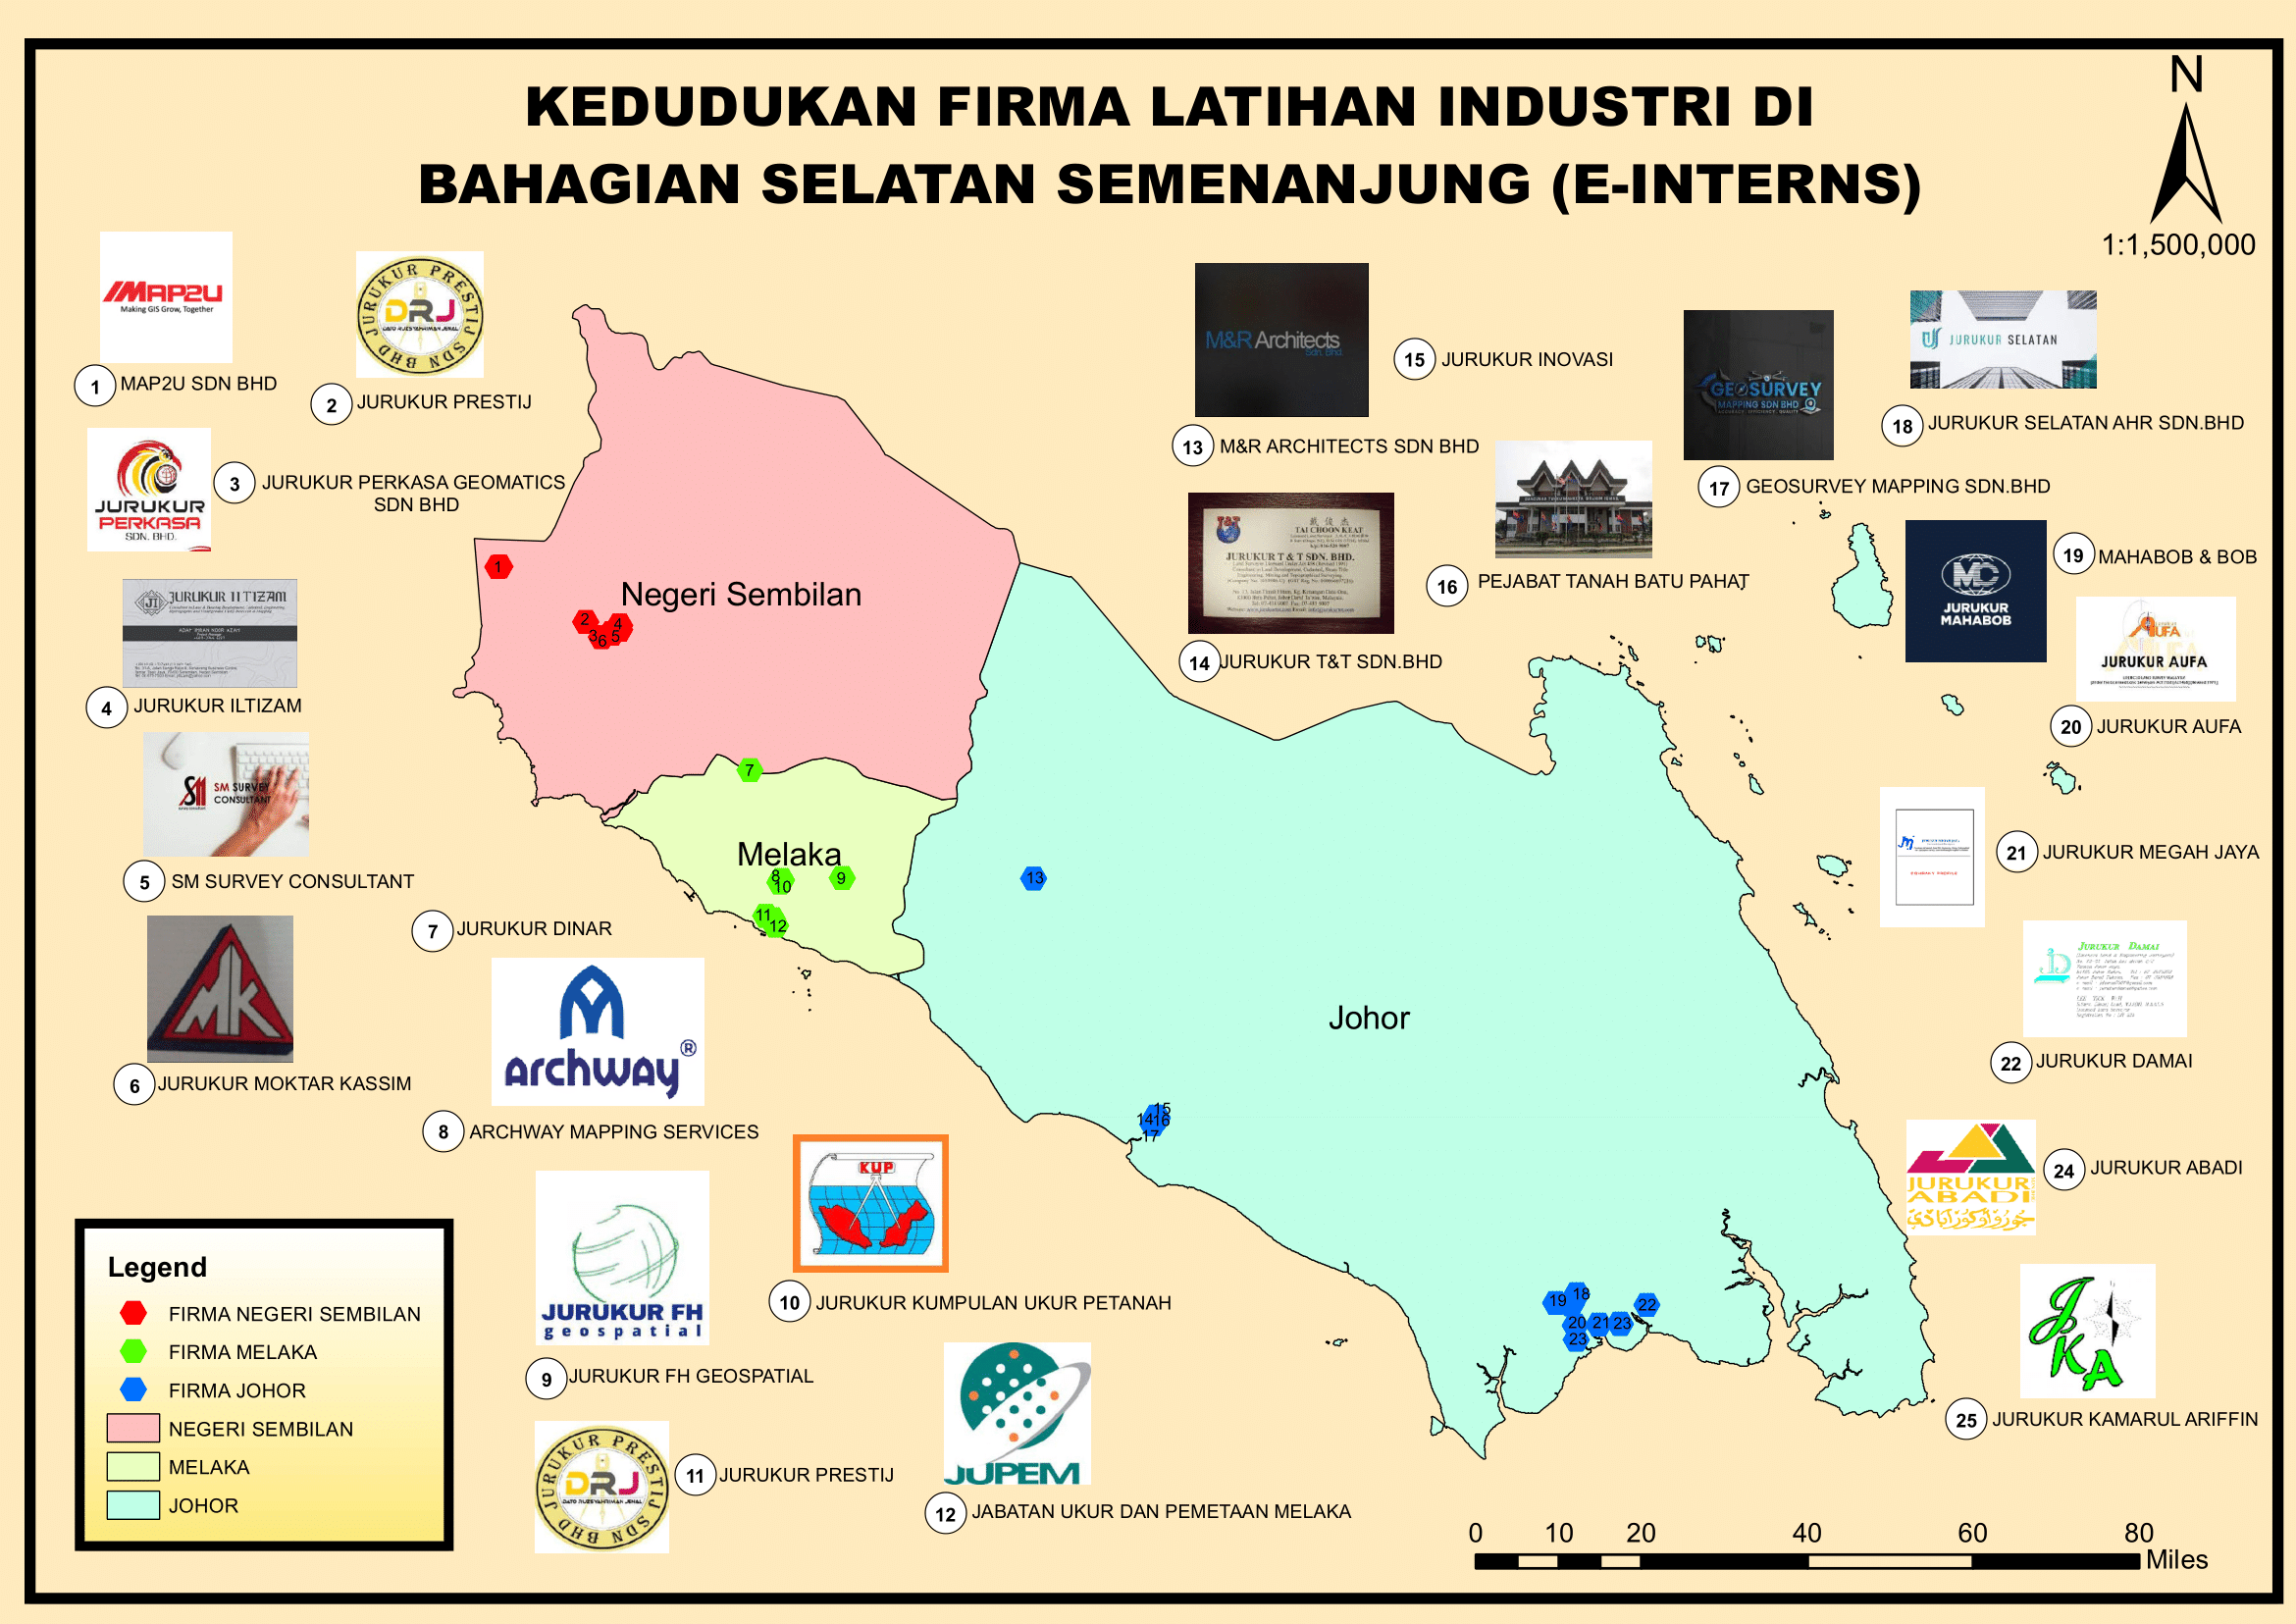 KEDUDUKAN FIRMA LATIHAN INDUSTRI DI
BAHAGIAN SELATAN SEMENANJUNG (E-INTERNS)
N
1:1,500,000
MAP2U
Making GIS Grow, Together
1 MAP2U SDN BHD
JURUKUR PRESTIJ SDN BHD
DRJ
2 JURUKUR PRESTIJ
JURUKUR
PERKASA
SDN. BHD.
3 JURUKUR PERKASA GEOMATICS
SDN BHD
JURUKUR ILTIZAM
4 JURUKUR ILTIZAM
SM SURVEY
CONSULTANT
5 SM SURVEY CONSULTANT
MK
6 JURUKUR MOKTAR KASSIM
7 JURUKUR DINAR
archway®
8 ARCHWAY MAPPING SERVICES
JURUKUR FH
geospatial
9 JURUKUR FH GEOSPATIAL
KUP
10 JURUKUR KUMPULAN UKUR PETANAH
JURUKUR PRESTIJ SDN BHD
DRJ
11 JURUKUR PRESTIJ
JUPEM
12 JABATAN UKUR DAN PEMETAAN MELAKA
M&R Architects
Sdn. Bhd.
13 M&R ARCHITECTS SDN BHD
T&T
TAI CHOON KEAT
JURUKUR T & T SDN. BHD.
14 JURUKUR T&T SDN.BHD
15 JURUKUR INOVASI
16 PEJABAT TANAH BATU PAHAT
GEOSURVEY
MAPPING SDN BHD
17 GEOSURVEY MAPPING SDN.BHD
JURUKUR SELATAN
18 JURUKUR SELATAN AHR SDN.BHD
MC
JURUKUR
MAHABOB
19 MAHABOB & BOB
AUFA
JURUKUR AUFA
20 JURUKUR AUFA
21 JURUKUR MEGAH JAYA
JURUKUR DAMAI
22 JURUKUR DAMAI
JURUKUR
ABADI
24 JURUKUR ABADI
JKA
25 JURUKUR KAMARUL ARIFFIN
Negeri Sembilan
1
2
3
4
5
6
Melaka
7
8
9
10
11
12
Johor
13
14
15
16
17
18
19
20
21
22
23
23
Legend
FIRMA NEGERI SEMBILAN
FIRMA MELAKA
FIRMA JOHOR
NEGERI SEMBILAN
MELAKA
JOHOR
0 10 20 40 60 80
Miles